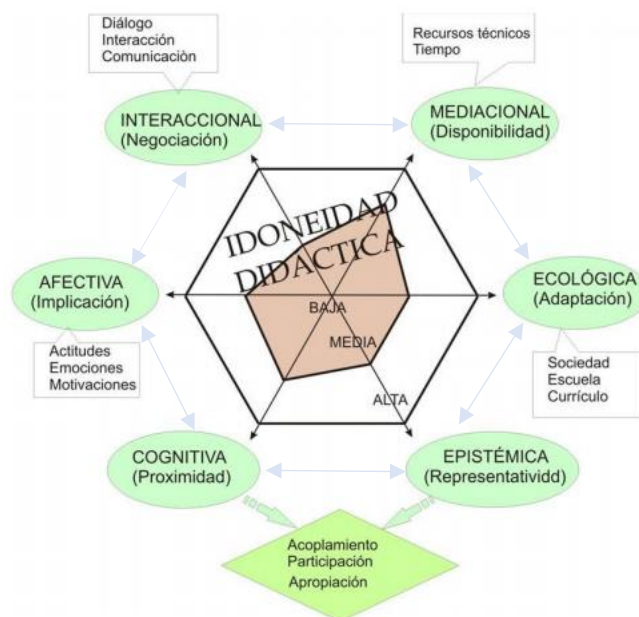 Diálogo
Interacción
Comunicaciòn
Recursos técnicos
Tiempo
INTERACCIONAL
(Negociación)
MEDIACIONAL
(Disponibilidad)
IDONEIDAD
DIDACTICA
AFECTIVA
(Implicación)
ECOLÓGICA
(Adaptación)
BAJA
MEDIA
ALTA
Actitudes
Emociones
Motivaciones
Sociedad
Escuela
Currículo
COGNITIVA
(Proximidad)
EPISTÉMICA
(Representatividd)
Acoplamiento
Participación
Apropiación